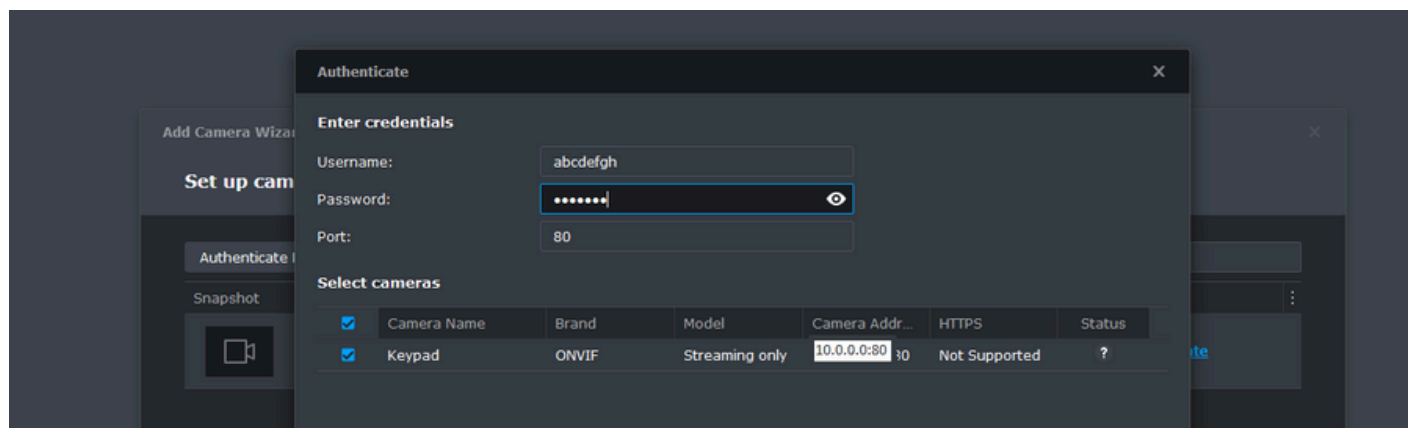 Authenticate
Enter credentials
Add Camera Wizar
Username: abcdefgh
Set up cam
Password: •••••••
Port: 80
Authenticate
Select cameras
Snapshot
Camera Name Brand Model Camera Addr... HTTPS Status
Keypad ONVIF Streaming only 10.0.0.0:80 Not Supported ?